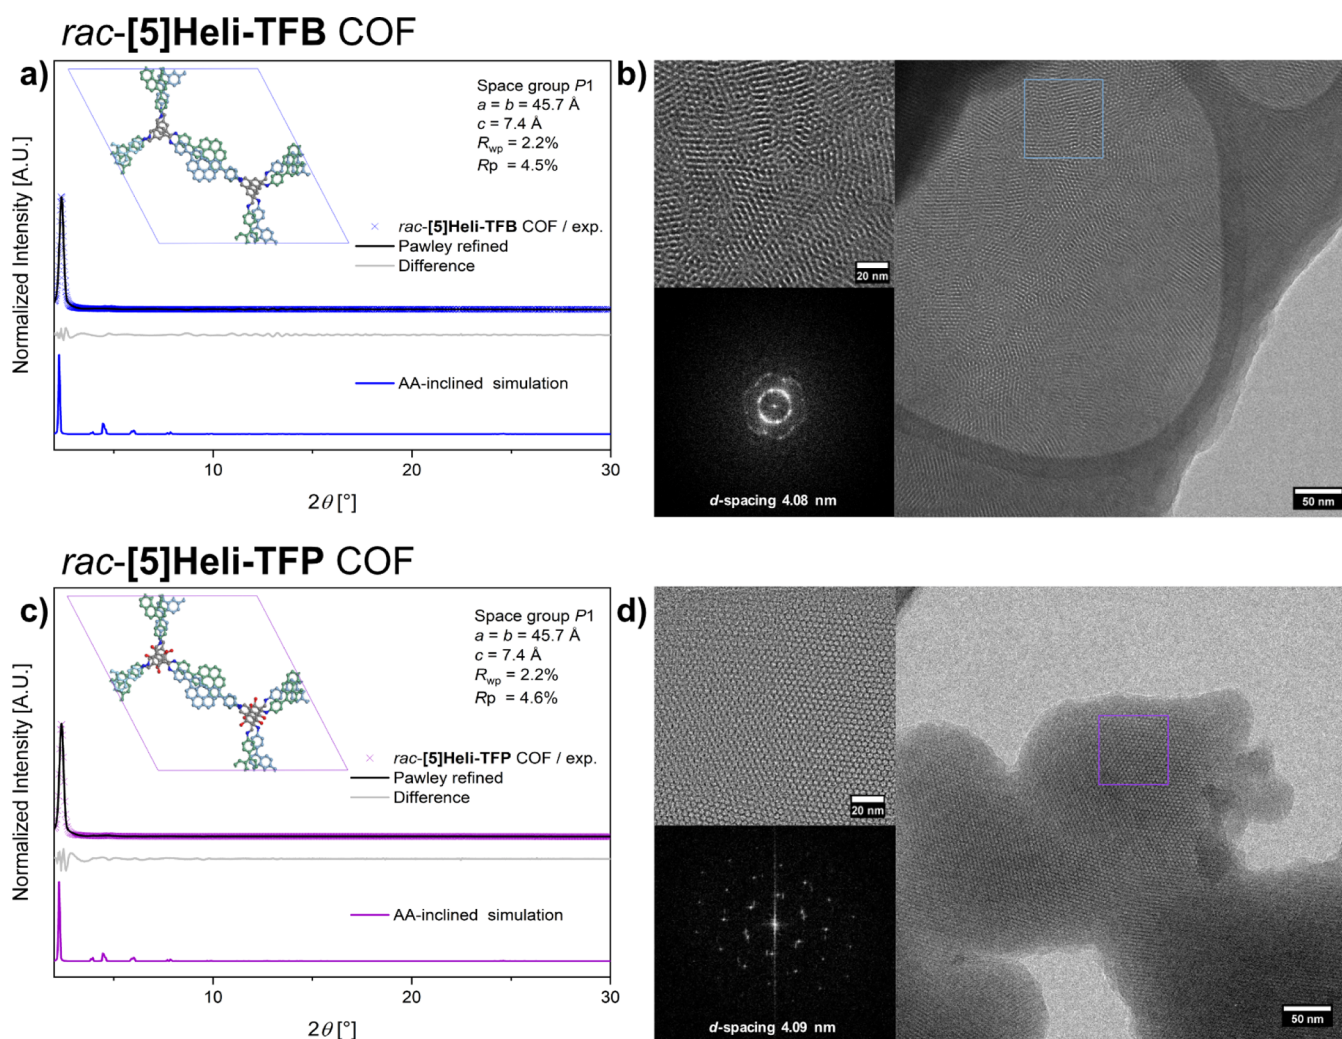 rac-[5]Heli-TFB COF
a)
Normalized Intensity [A.U.]
Space group P1
a = b = 45.7 Å
c = 7.4 Å
Rwp = 2.2%
Rp = 4.5%
rac-[5]Heli-TFB COF / exp.
Pawley refined
Difference
AA-inclined simulation
10
20
30
2θ [°]
b)
20 nm
d-spacing 4.08 nm
50 nm
rac-[5]Heli-TFP COF
c)
Normalized Intensity [A.U.]
Space group P1
a = b = 45.7 Å
c = 7.4 Å
Rwp = 2.2%
Rp = 4.6%
rac-[5]Heli-TFP COF / exp.
Pawley refined
Difference
AA-inclined simulation
10
20
30
2θ [°]
d)
20 nm
d-spacing 4.09 nm
50 nm